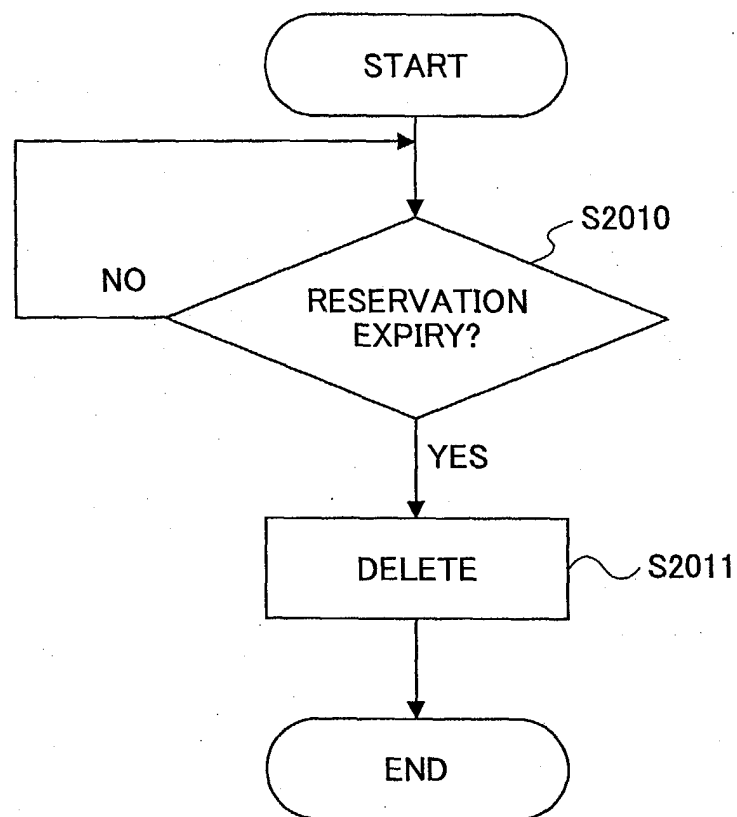 START
S2010
NO
RESERVATION
EXPIRY?
YES
DELETE
S2011
END